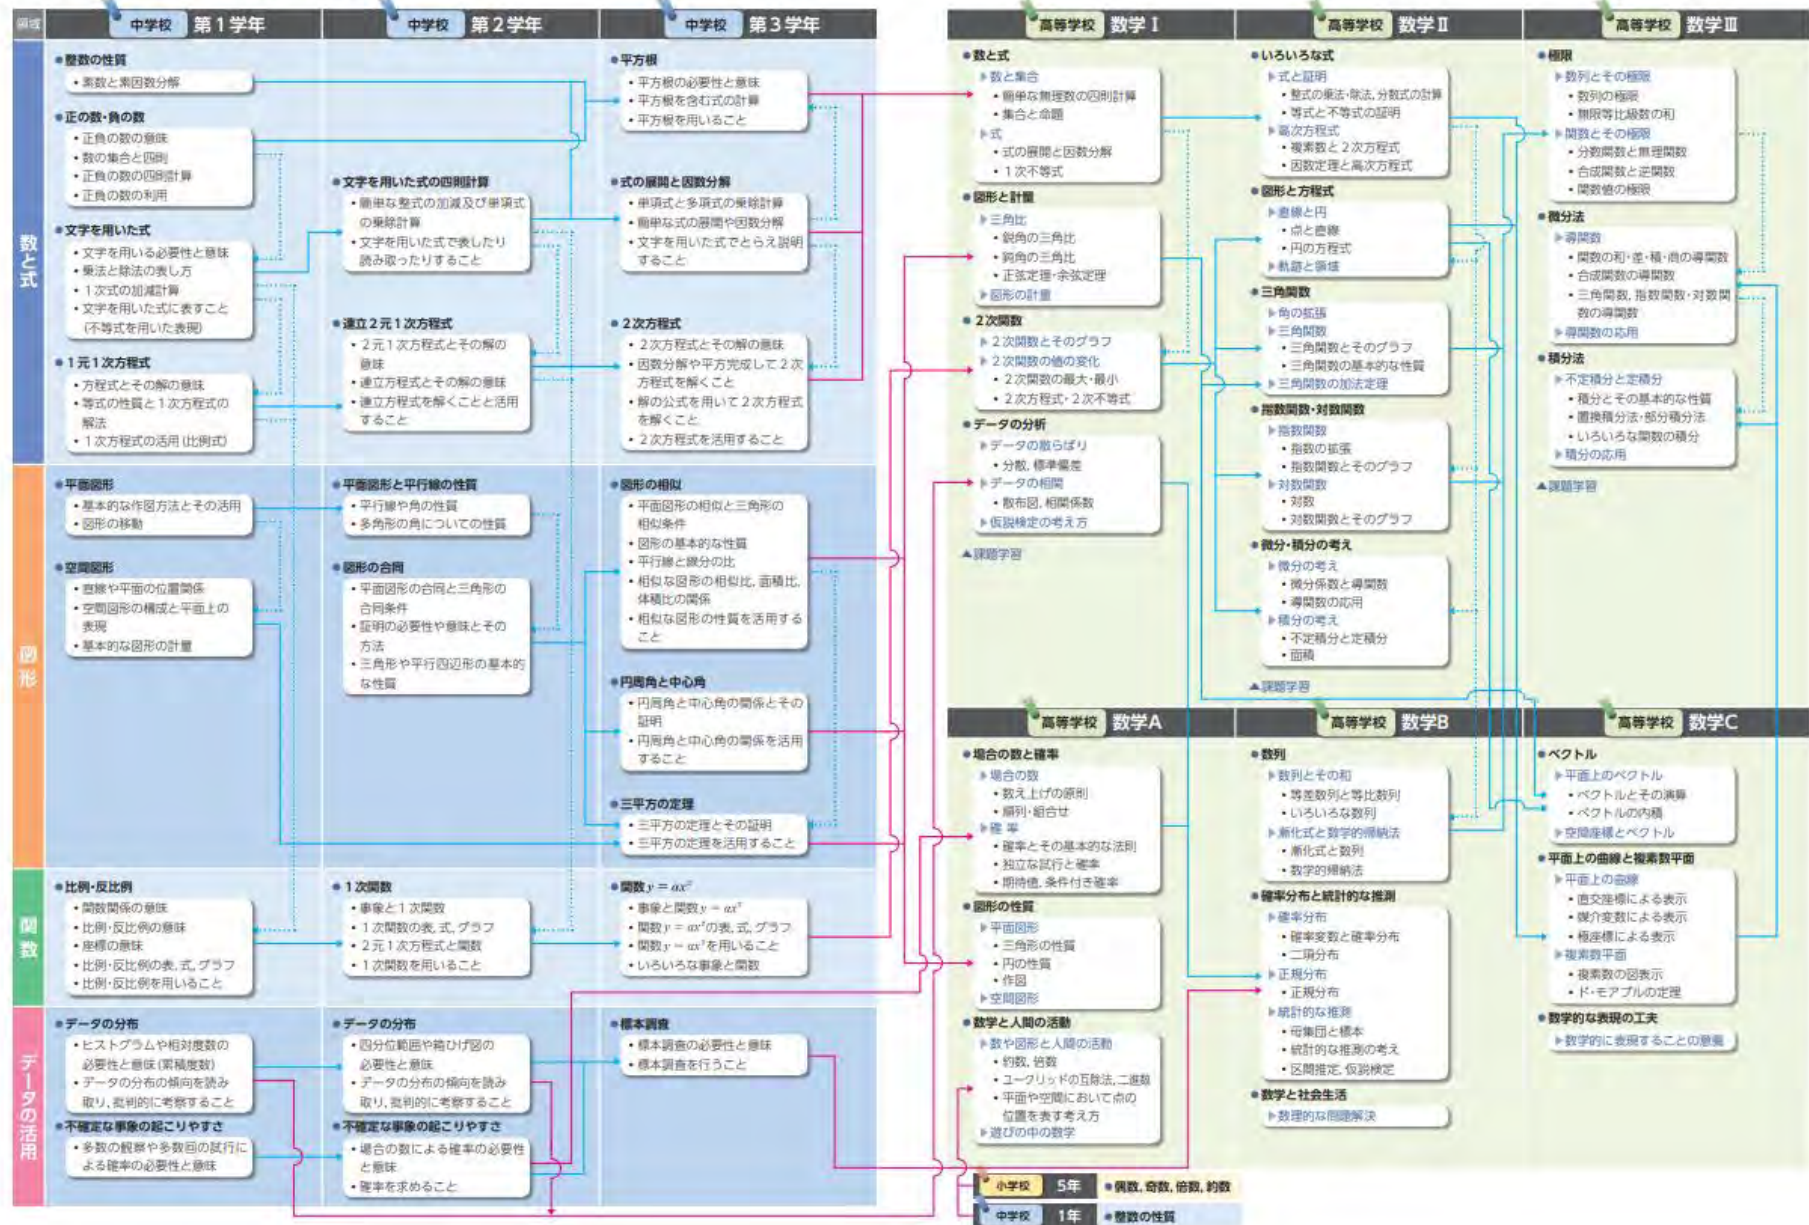 領域
中学校 第1学年
中学校 第2学年
中学校 第3学年
数と式
●整数の性質
・素数と素因数分解
●正の数・負の数
・正負の数の意味
・数の集合と四則
・正負の数の四則計算
・正負の数の利用
●文字を用いた式
・文字を用いる必要性と意味
・乗法と除法の表し方
・1次式の加減計算
・文字を用いた式に表すこと
(不等式を用いた表現)
●1元1次方程式
・方程式とその解の意味
・等式の性質と1次方程式の
解法
・1次方程式の活用(比例式)
●文字を用いた式の四則計算
・簡単な整式の加減及び単項式
の乗除計算
・文字を用いた式で表したり
読み取ったりすること
●連立2元1次方程式
・2元1次方程式とその解の
意味
・連立方程式とその解の意味
・連立方程式を解くことと活用
すること
●平方根
・平方根の必要性と意味
・平方根を含む式の計算
・平方根を用いること
●式の展開と因数分解
・単項式と多項式の乗除計算
・簡単な式の展開や因数分解
・文字を用いた式でとらえ説明
すること
●2次方程式
・2次方程式とその解の意味
・因数分解や平方完成して2次
方程式を解くこと
・解の公式を用いて2次方程式
を解くこと
・2次方程式を活用すること
図形
●平面図形
・基本的な作図方法とその活用
・図形の移動
●空間図形
・直線や平面の位置関係
・空間図形の構成と平面上の
表現
・基本的な図形の計量
●平面図形と平行線の性質
・平行線や角の性質
・多角形の角についての性質
●図形の合同
・平面図形の合同と三角形の
合同条件
・証明の必要性や意味とその
方法
・三角形や平行四辺形の基本的
な性質
●図形の相似
・平面図形の相似と三角形の
相似条件
・図形の基本的な性質
・平行線と線分の比
・相似な図形の相似比, 面積比,
体積比の関係
・相似な図形の性質を活用する
こと
●円周角と中心角
・円周角と中心角の関係とその
証明
・円周角と中心角の関係を活用
すること
●三平方の定理
・三平方の定理とその証明
・三平方の定理を活用すること
関数
●比例・反比例
・関数関係の意味
・比例・反比例の意味
・座標の意味
・比例・反比例の表, 式, グラフ
・比例・反比例を用いること
●1次関数
・事象と1次関数
・1次関数の表, 式, グラフ
・2元1次方程式と関数
・1次関数を用いること
●関数 y = ax²
・事象と関数 y = ax²
・関数 y = ax² の表, 式, グラフ
・関数 y = ax² を用いること
・いろいろな事象と関数
データの活用
●データの分布
・ヒストグラムや相対度数の
必要性と意味(累積度数)
・データの分布の傾向を読み
取り, 批判的に考察すること
●不確定な事象の起こりやすさ
・多数の観察や多数回の試行に
よる確率の必要性と意味
●データの分布
・四分位範囲や箱ひげ図の
必要性と意味
・データの分布の傾向を読み
取り, 批判的に考察すること
●不確定な事象の起こりやすさ
・場合の数による確率の必要性
と意味
・確率を求めること
●標本調査
・標本調査の必要性と意味
・標本調査を行うこと
高等学校 数学Ⅰ
●数と式
▶数と集合
・簡単な無理数の四則計算
・集合と命題
▶式
・式の展開と因数分解
・1次不等式
●図形と計量
▶三角比
・鋭角の三角比
・鈍角の三角比
・正弦定理・余弦定理
▶図形の計量
●2次関数
▶2次関数とそのグラフ
▶2次関数の値の変化
・2次関数の最大・最小
・2次方程式・2次不等式
●データの分析
▶データの散らばり
・分散, 標準偏差
▶データの相関
・散布図, 相関係数
▶仮説検定の考え方
▲課題学習
高等学校 数学Ⅱ
●いろいろな式
▶式と証明
・整式の乗法・除法, 分数式の計算
・等式と不等式の証明
▶高次方程式
・複素数と2次方程式
・因数定理と高次方程式
●図形と方程式
▶直線と円
・点と直線
・円の方程式
▶軌跡と領域
●三角関数
▶角の拡張
▶三角関数
・三角関数とそのグラフ
・三角関数の基本的な性質
▶三角関数の加法定理
●指数関数・対数関数
▶指数関数
・指数の拡張
・指数関数とそのグラフ
▶対数関数
・対数
・対数関数とそのグラフ
●微分・積分の考え
▶微分の考え
・微分係数と導関数
・導関数の応用
▶積分の考え
・不定積分と定積分
・面積
▲課題学習
高等学校 数学Ⅲ
●極限
▶数列とその極限
・数列の極限
・無限等比級数の和
▶関数とその極限
・分数関数と無理関数
・合成関数と逆関数
・関数値の極限
●微分法
▶導関数
・関数の和・差・積・商の導関数
・合成関数の導関数
・三角関数, 指数関数・対数関
数の導関数
▶導関数の応用
●積分法
▶不定積分と定積分
・積分とその基本的な性質
・置換積分法・部分積分法
・いろいろな関数の積分
▶積分の応用
▲課題学習
高等学校 数学A
●場合の数と確率
▶場合の数
・数え上げの原則
・順列・組合せ
▶確率
・確率とその基本的な法則
・独立な試行と確率
・期待値, 条件付き確率
●図形の性質
▶平面図形
・三角形の性質
・円の性質
・作図
▶空間図形
●数学と人間の活動
▶数や図形と人間の活動
・約数, 倍数
・ユークリッドの互除法, 二進数
・平面や空間において点の
位置を表す考え方
▶遊びの中の数学
高等学校 数学B
●数列
▶数列とその和
・等差数列と等比数列
・いろいろな数列
▶漸化式と数学的帰納法
・漸化式と数列
・数学的帰納法
●確率分布と統計的な推測
▶確率分布
・確率変数と確率分布
・二項分布
▶正規分布
・正規分布
▶統計的な推測
・母集団と標本
・統計的な推測の考え
・区間推定, 仮説検定
●数学と社会生活
▶数理的な問題解決
高等学校 数学C
●ベクトル
▶平面上のベクトル
・ベクトルとその演算
・ベクトルの内積
▶空間座標とベクトル
●平面上の曲線と複素数平面
▶平面上の曲線
・直交座標による表示
・媒介変数による表示
・極座標による表示
▶複素数平面
・複素数の図表示
・ド・モアブルの定理
●数学的な表現の工夫
▶数学的に表現することの意義
小学校 5年 ●偶数, 奇数, 倍数, 約数
中学校 1年 ●整数の性質